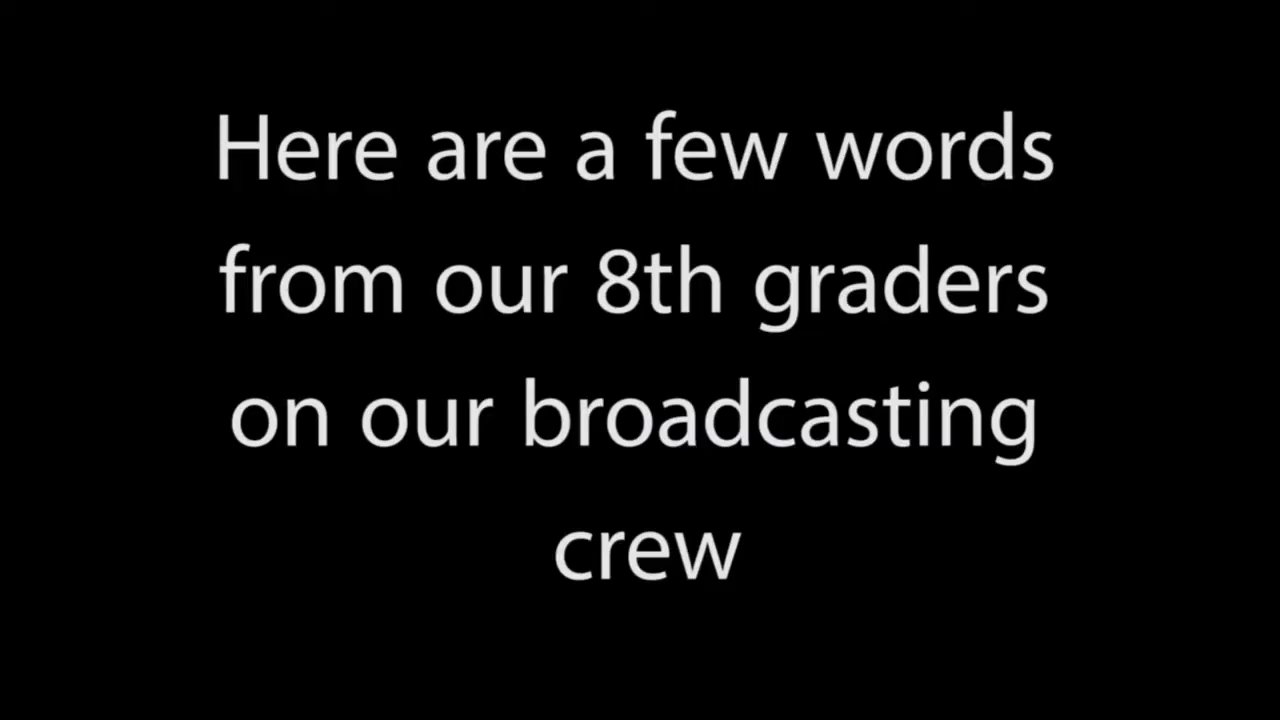 Here are a few words
from our 8th graders
on our broadcasting
crew